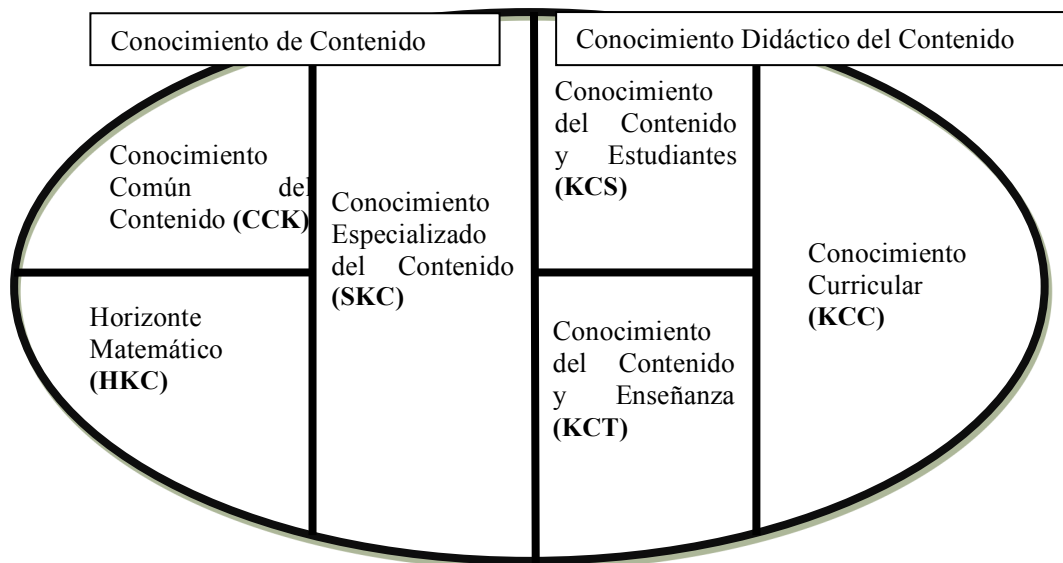 Conocimiento de Contenido
Conocimiento Didáctico del Contenido
Conocimiento
Común del
Contenido (CCK)
Horizonte
Matemático
(HKC)
Conocimiento
Especializado
del Contenido
(SKC)
Conocimiento
del Contenido
y Estudiantes
(KCS)
Conocimiento
del Contenido
y Enseñanza
(KCT)
Conocimiento
Curricular
(KCC)